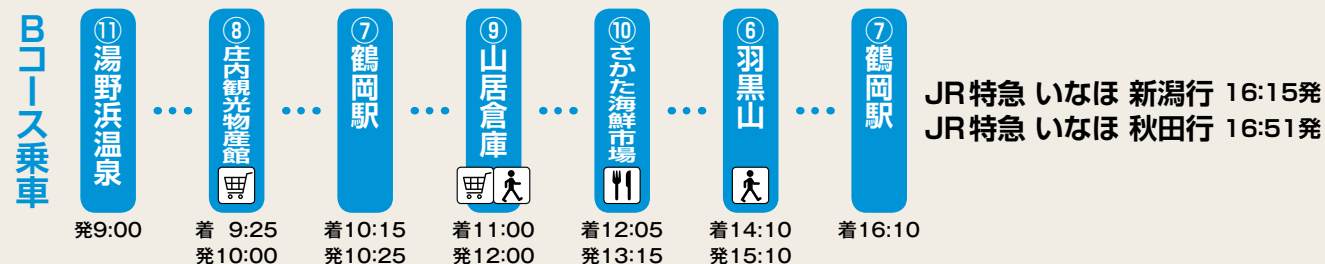 Bコース乗車
⑪湯野浜温泉
発9:00
⑧庄内観光物産館
着 9:25
発10:00
⑦鶴岡駅
着10:15
発10:25
⑨山居倉庫
着11:00
発12:00
⑩さかた海鮮市場
着12:05
発13:15
⑥羽黒山
着14:10
発15:10
⑦鶴岡駅
着16:10
JR特急 いなほ 新潟行 16:15発
JR特急 いなほ 秋田行 16:51発